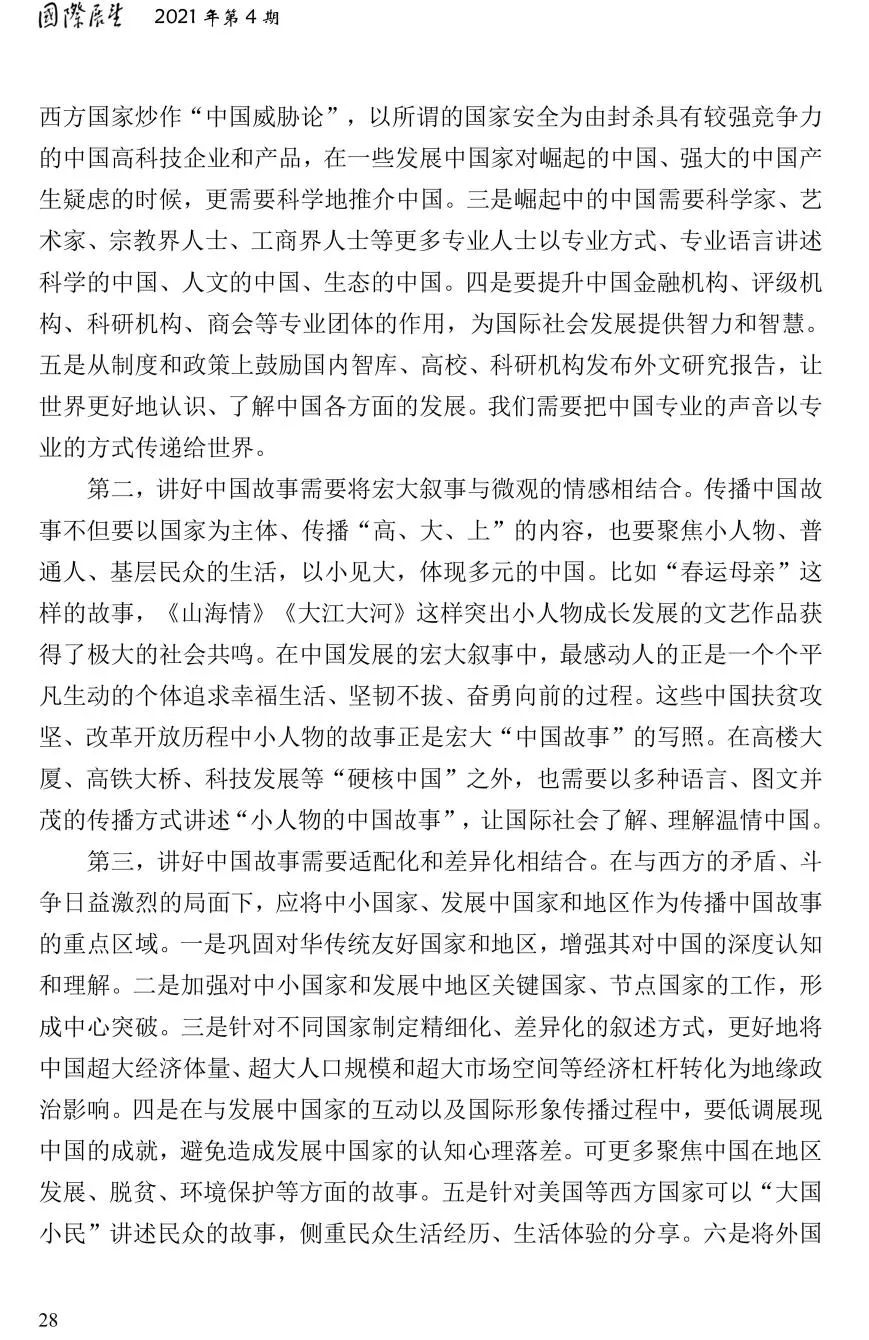 國際展望 2021 年第 4 期
西方国家炒作“中国威胁论”，以所谓的国家安全为由封杀具有较强竞争力
的中国高科技企业和产品，在一些发展中国家对崛起的中国、强大的中国产
生疑虑的时候，更需要科学地推介中国。三是崛起中的中国需要科学家、艺
术家、宗教界人士、工商界人士等更多专业人士以专业方式、专业语言讲述
科学的中国、人文的中国、生态的中国。四是要提升中国金融机构、评级机
构、科研机构、商会等专业团体的作用，为国际社会发展提供智力和智慧。
五是从制度和政策上鼓励国内智库、高校、科研机构发布外文研究报告，让
世界更好地认识、了解中国各方面的发展。我们需要把中国专业的声音以专
业的方式传递给世界。
第二，讲好中国故事需要将宏大叙事与微观的情感相结合。传播中国故
事不但要以国家为主体、传播“高、大、上”的内容，也要聚焦小人物、普
通人、基层民众的生活，以小见大，体现多元的中国。比如“春运母亲”这
样的故事，《山海情》《大江大河》这样突出小人物成长发展的文艺作品获
得了极大的社会共鸣。在中国发展的宏大叙事中，最感动人的正是一个个平
凡生动的个体追求幸福生活、坚韧不拔、奋勇向前的过程。这些中国扶贫攻
坚、改革开放历程中小人物的故事正是宏大“中国故事”的写照。在高楼大
厦、高铁大桥、科技发展等“硬核中国”之外，也需要以多种语言、图文并
茂的传播方式讲述“小人物的中国故事”，让国际社会了解、理解温情中国。
第三，讲好中国故事需要适配化和差异化相结合。在与西方的矛盾、斗
争日益激烈的局面下，应将中小国家、发展中国家和地区作为传播中国故事
的重点区域。一是巩固对华传统友好国家和地区，增强其对中国的深度认知
和理解。二是加强对中小国家和发展中地区关键国家、节点国家的工作，形
成中心突破。三是针对不同国家制定精细化、差异化的叙述方式，更好地将
中国超大经济体量、超大人口规模和超大市场空间等经济杠杆转化为地缘政
治影响。四是在与发展中国家的互动以及国际形象传播过程中，要低调展现
中国的成就，避免造成发展中国家的认知心理落差。可更多聚焦中国在地区
发展、脱贫、环境保护等方面的故事。五是针对美国等西方国家可以“大国
小民”讲述民众的故事，侧重民众生活经历、生活体验的分享。六是将外国
28